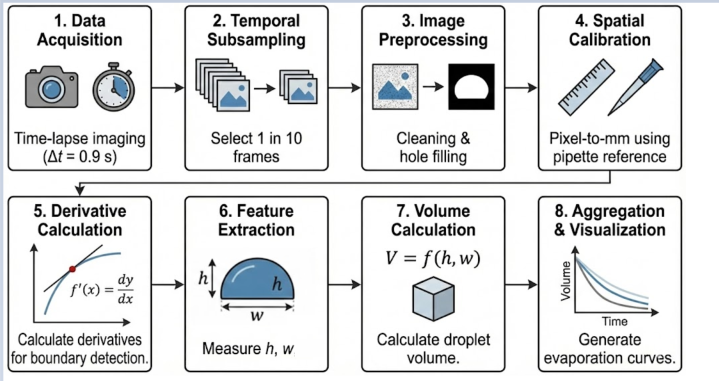 1. Data
Acquisition
Time-lapse imaging
(Δt = 0.9 s)
2. Temporal
Subsampling
Select 1 in 10
frames
3. Image
Preprocessing
Cleaning &
hole filling
4. Spatial
Calibration
Pixel-to-mm using
pipette reference
5. Derivative
Calculation
f'(x) = dy/dx
Calculate derivatives
for boundary detection.
6. Feature
Extraction
h
h
w
Measure h, w
7. Volume
Calculation
V = f(h, w)
Calculate droplet
volume.
8. Aggregation
& Visualization
Volume
Time
Generate
evaporation curves.